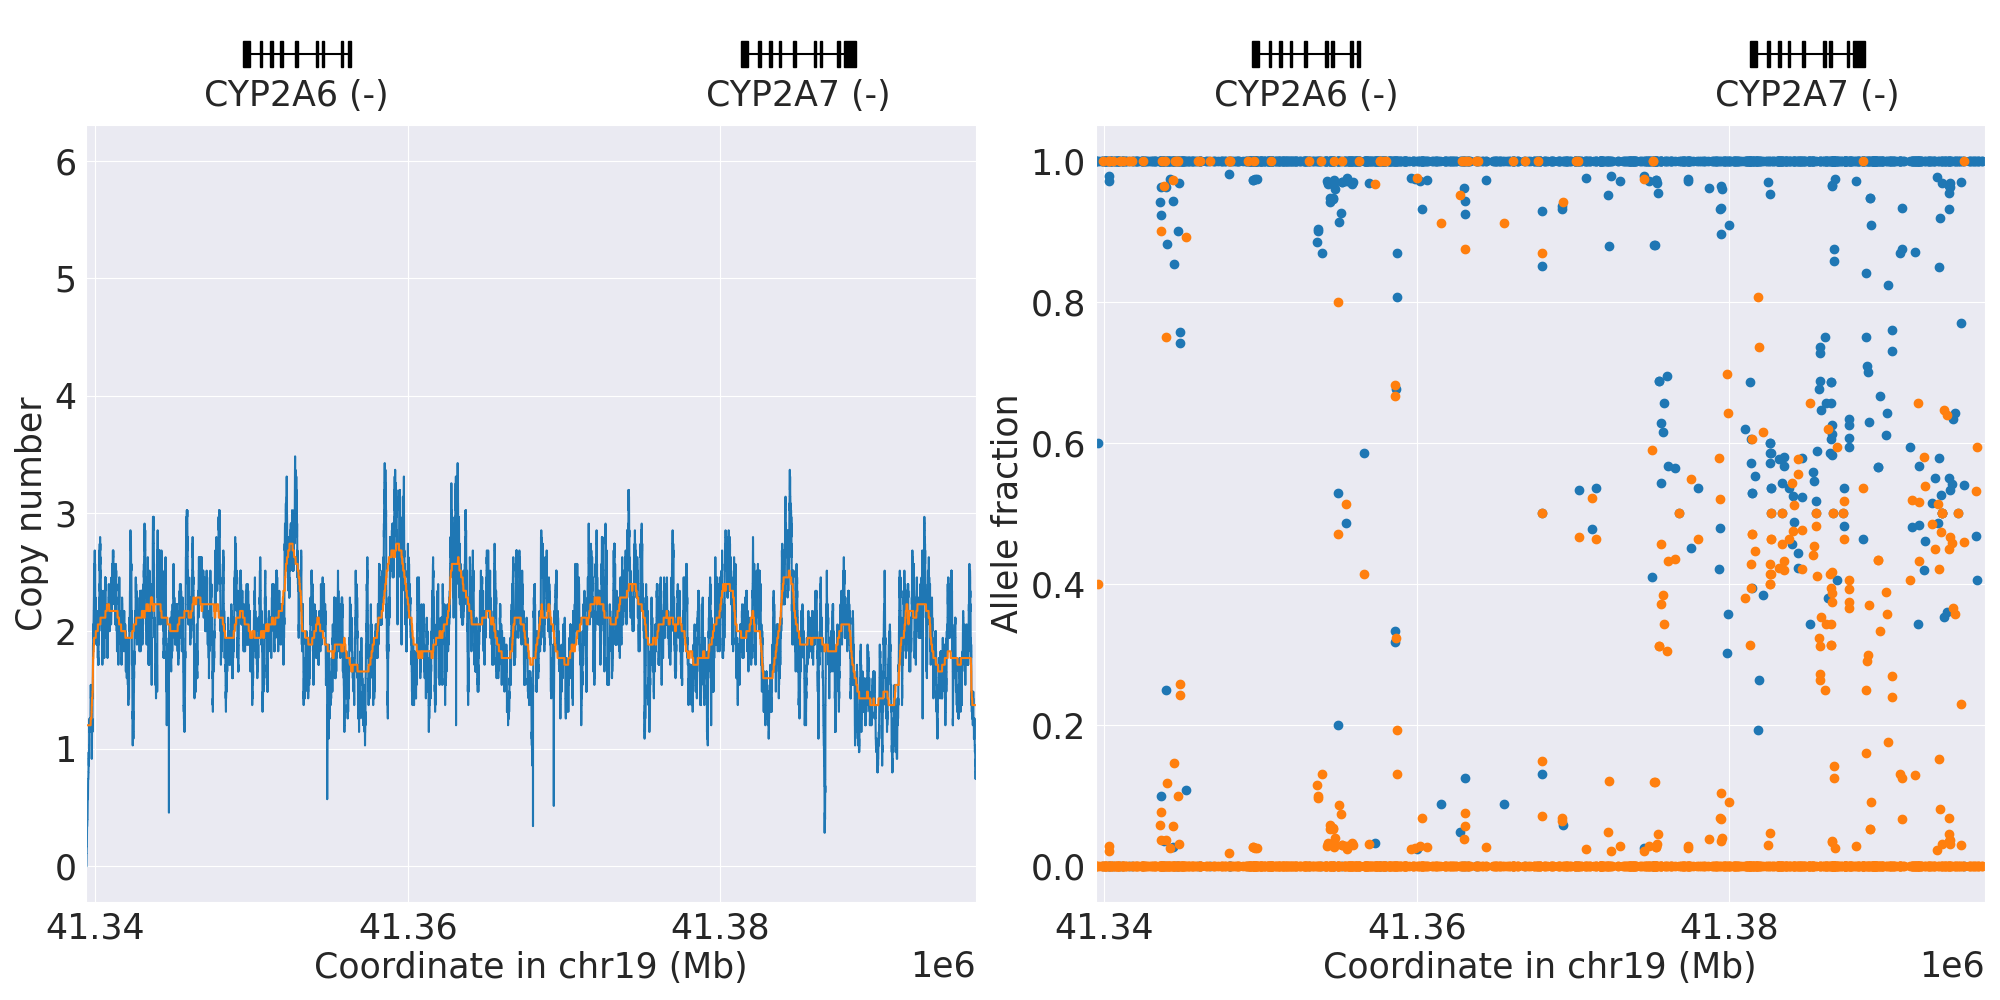 CYP2A6 (-)
CYP2A7 (-)
6
5
4
3
2
1
0
Copy number
41.34
41.36
41.38
Coordinate in chr19 (Mb)
1e6
CYP2A6 (-)
CYP2A7 (-)
1.0
0.8
0.6
0.4
0.2
0.0
Allele fraction
41.34
41.36
41.38
Coordinate in chr19 (Mb)
1e6